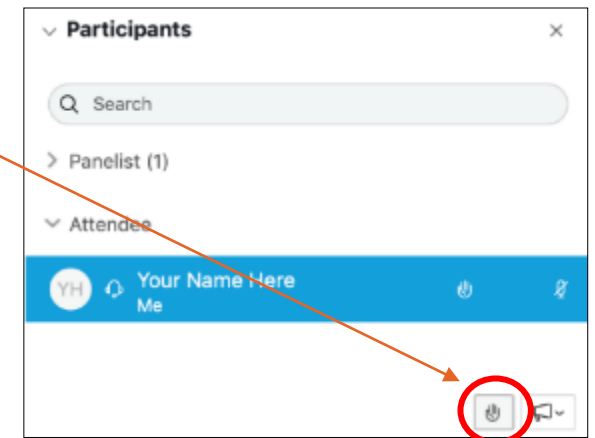 Participants
Search
Panelist (1)
Attendee
YH
Your Name Here
Me